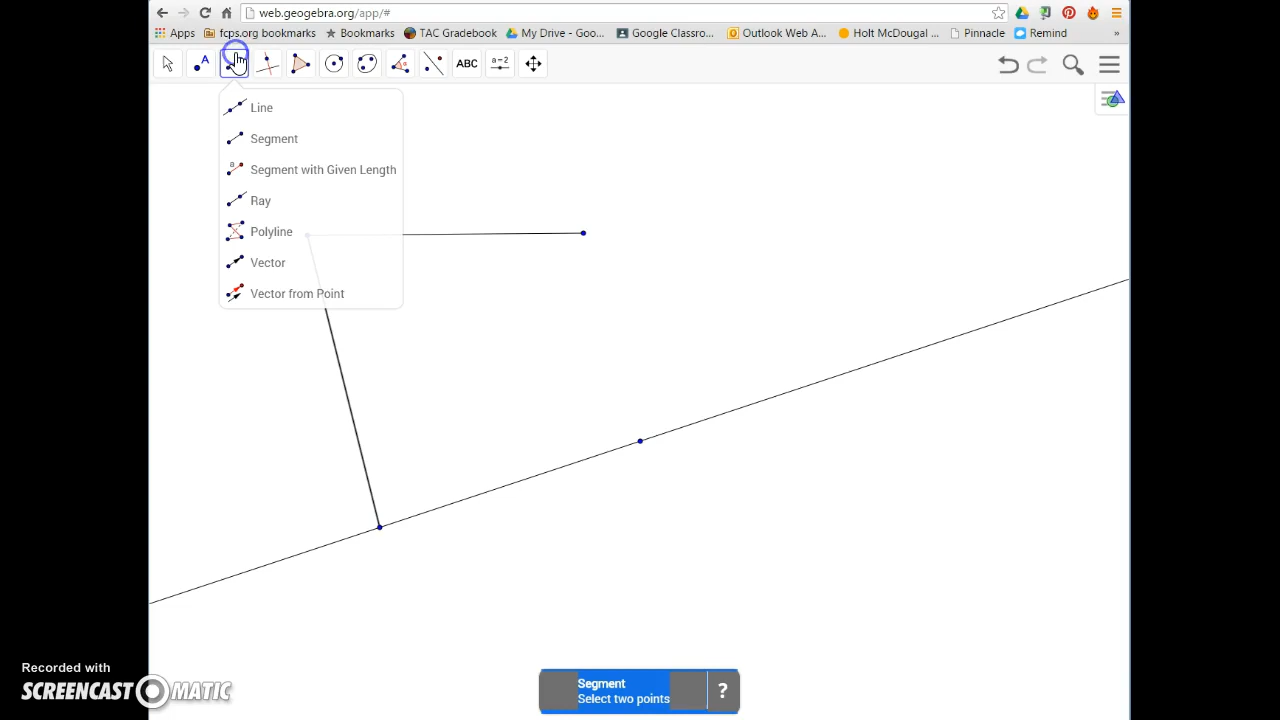 web.geogebra.org/app/#
Apps fcps.org bookmarks Bookmarks TAC Gradebook My Drive - Goo... Google Classro... Outlook Web A... Holt McDougal ... Pinnacle Remind »
A ABC a=2
Line
Segment
a Segment with Given Length
Ray
Polyline
Vector
Vector from Point
Segment
Select two points
?
Recorded with
SCREENCAST MATIC